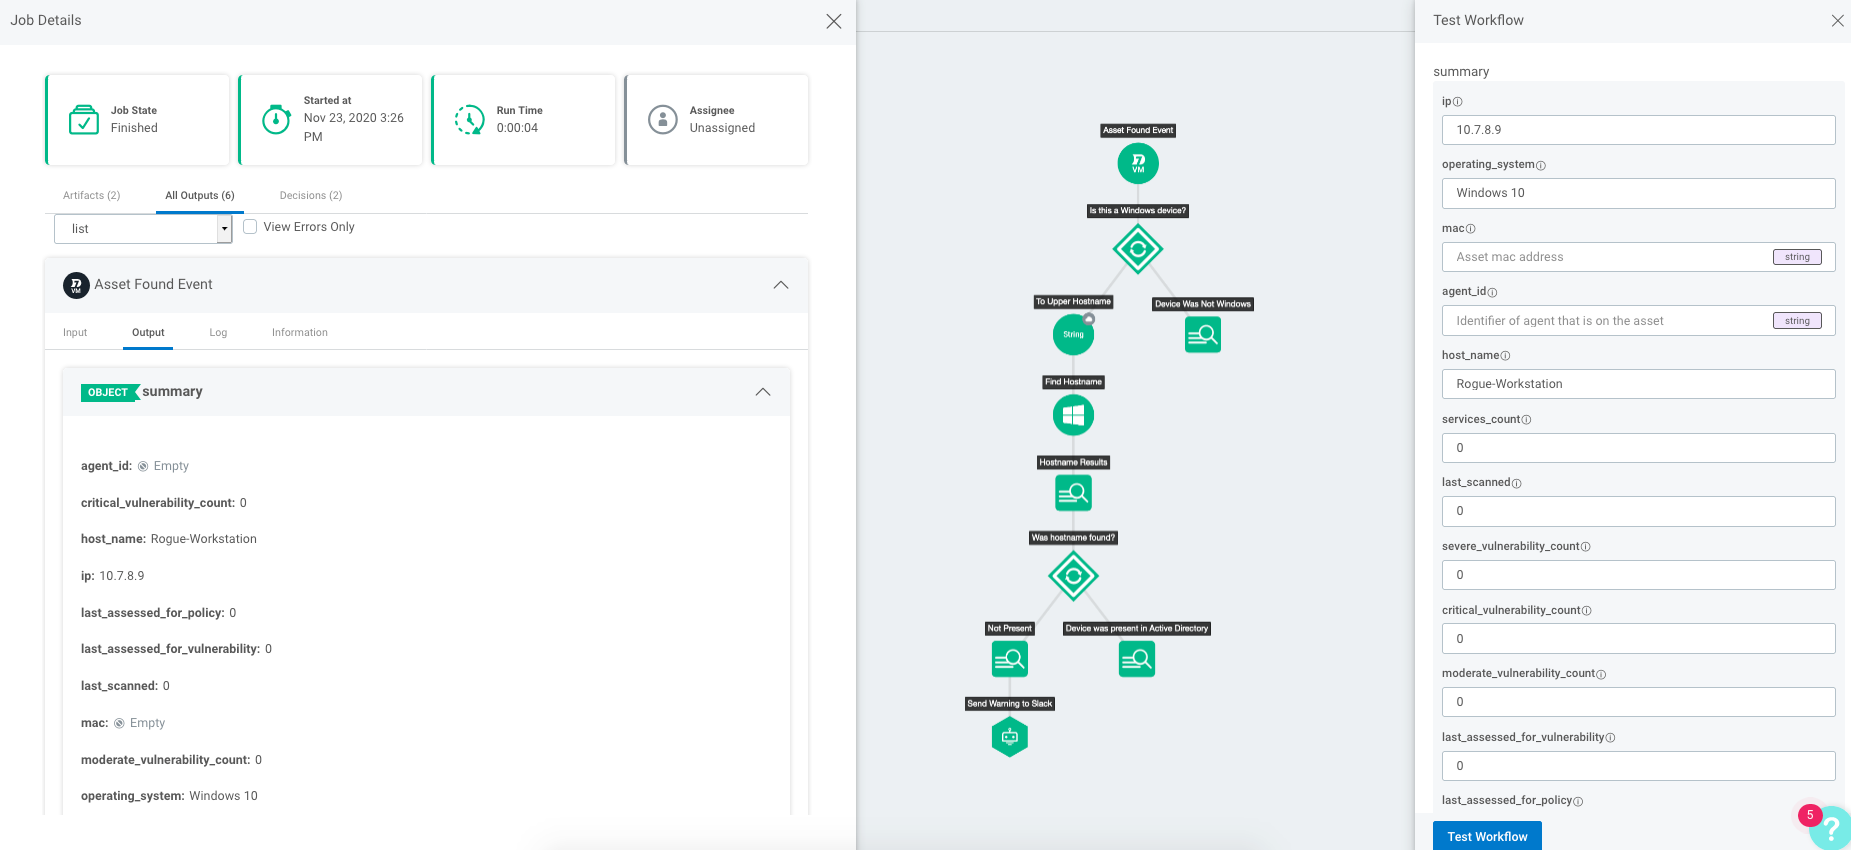 Job Details
Job State
Finished
Started at
Nov 23, 2020 3:26
PM
Run Time
0:00:04
Assignee
Unassigned
Artifacts (2)
All Outputs (6)
Decisions (2)
list
View Errors Only
VM
Asset Found Event
Input
Output
Log
Information
OBJECT
summary
agent_id: Empty
critical_vulnerability_count: 0
host_name: Rogue-Workstation
ip: 10.7.8.9
last_assessed_for_policy: 0
last_assessed_for_vulnerability: 0
last_scanned: 0
mac: Empty
moderate_vulnerability_count: 0
operating_system: Windows 10
Asset Found Event
VM
Is this a Windows device?
To Upper Hostname
Device Was Not Windows
String
Find Hostname
Hostname Results
Was hostname found?
Not Present
Device was present in Active Directory
Send Warning to Slack
Test Workflow
summary
ip
10.7.8.9
operating_system
Windows 10
mac
Asset mac address
string
agent_id
Identifier of agent that is on the asset
string
host_name
Rogue-Workstation
services_count
0
last_scanned
0
severe_vulnerability_count
0
critical_vulnerability_count
0
moderate_vulnerability_count
0
last_assessed_for_vulnerability
0
last_assessed_for_policy
5
?
Test Workflow